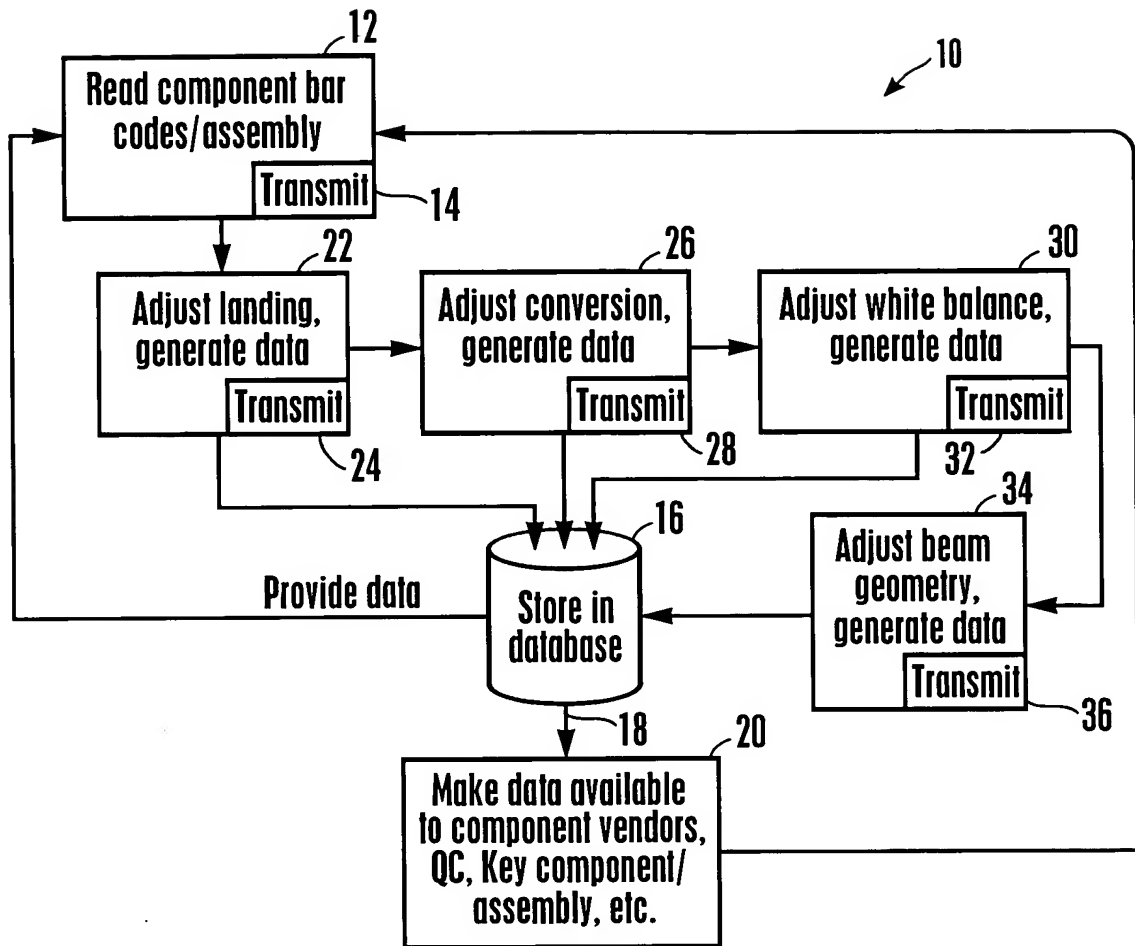 12
10
Read component bar
codes/assembly
Transmit
14
22
26
30
Adjust landing,
generate data
Adjust conversion,
generate data
Adjust white balance,
generate data
Transmit
Transmit
Transmit
24
28
32
34
16
Adjust beam
geometry,
generate data
Provide data
Store in
database
Transmit
36
18
20
Make data available
to component vendors,
QC, Key component/
assembly, etc.